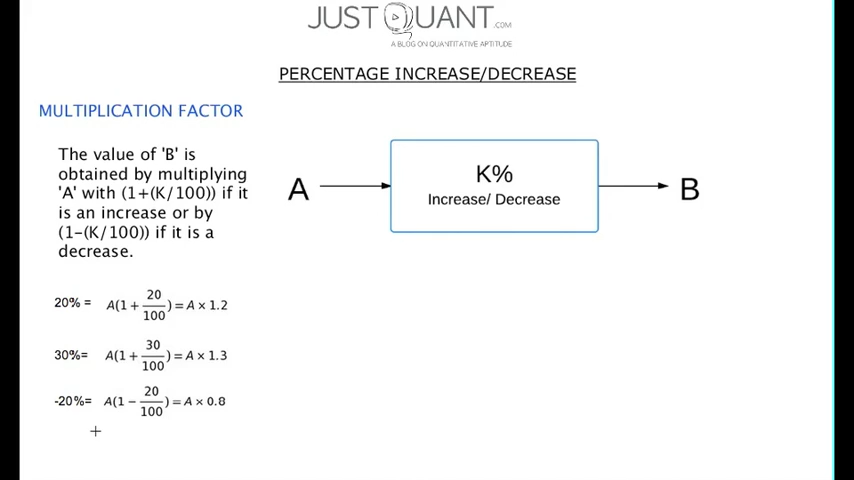 JUST QUANT .COM
A BLOG ON QUANTITATIVE APTITUDE
PERCENTAGE INCREASE/DECREASE
MULTIPLICATION FACTOR
The value of 'B' is
obtained by multiplying
'A' with (1+(K/100)) if it
is an increase or by
(1-(K/100)) if it is a
decrease.
A
K%
Increase/ Decrease
B
20% = A(1 + 20/100) = A × 1.2
30%= A(1 + 30/100) = A × 1.3
-20%= A(1 − 20/100) = A × 0.8